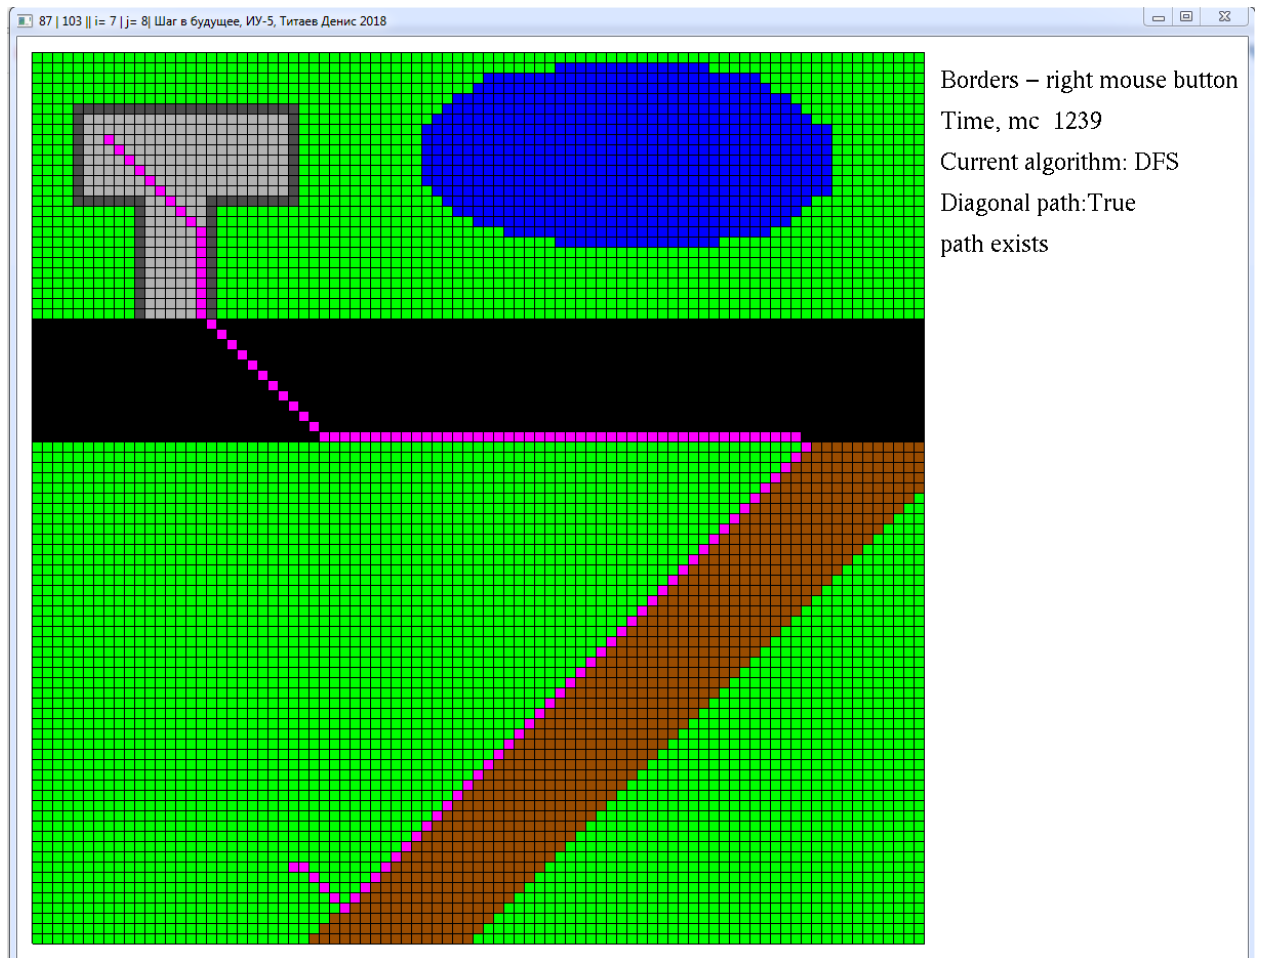 87 | 103 || i= 7 | j= 8| Шаг в будущее, ИУ-5, Титаев Денис 2018
Borders – right mouse button
Time, mc 1239
Current algorithm: DFS
Diagonal path:True
path exists